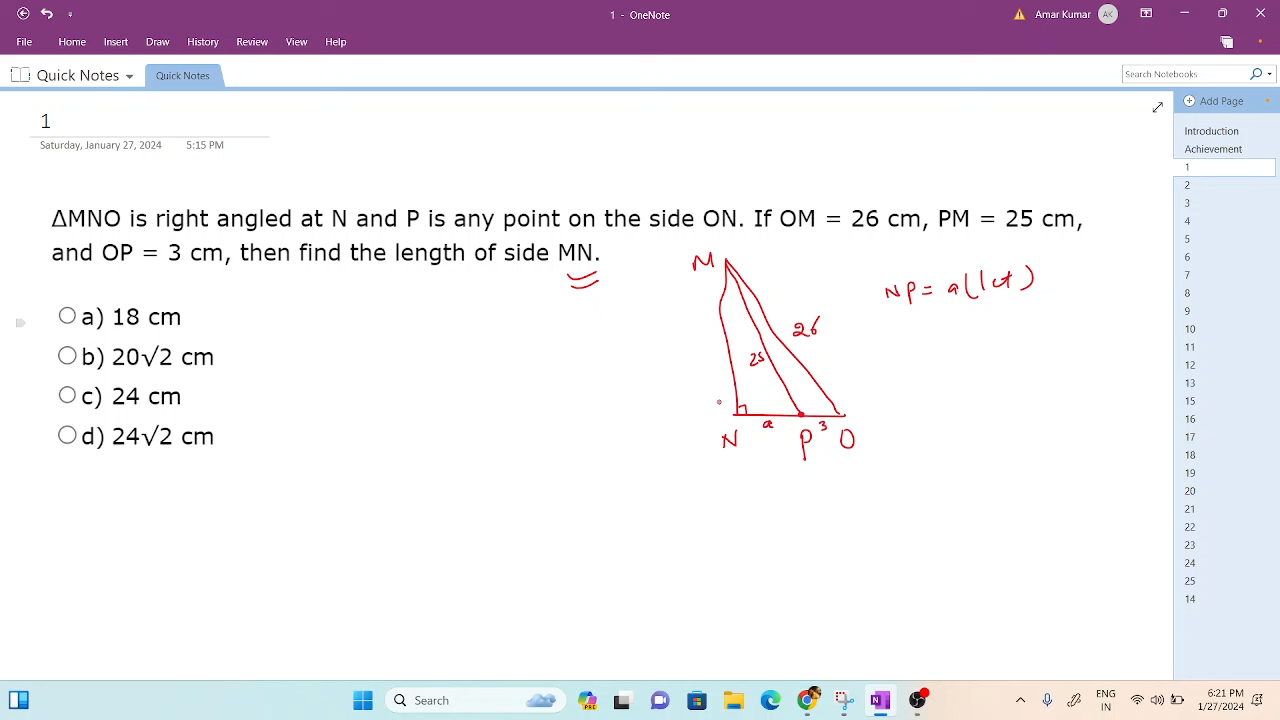 1 - OneNote
Amar Kumar AK
File Home Insert Draw History Review View Help
Quick Notes Quick Notes
Search Notebooks
1
Saturday, January 27, 2024 5:15 PM
ΔMNO is right angled at N and P is any point on the side ON. If OM = 26 cm, PM = 25 cm,
and OP = 3 cm, then find the length of side MN.
a) 18 cm
b) 20√2 cm
c) 24 cm
d) 24√2 cm
M
NP = a (let)
26
25
a 3
N P O
Add Page
Introduction
Achievement
1
2
3
4
5
6
7
8
9
10
11
12
13
15
16
17
18
19
20
21
22
23
24
25
14
Search
PRE
ENG
IN
6:21 PM
1/27/2024